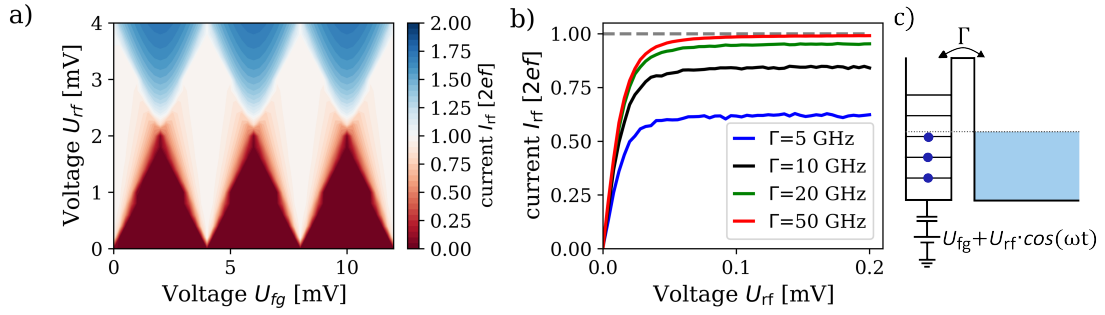 a)
4
3
2
1
0
Voltage U_rf [mV]
0
5
10
Voltage U_fg [mV]
2.00
1.75
1.50
1.25
1.00
0.75
0.50
0.25
0.00
current I_rf [2ef]
b)
1.00
0.75
0.50
0.25
0.00
current I_rf [2ef]
Γ=5 GHz
Γ=10 GHz
Γ=20 GHz
Γ=50 GHz
0.0
0.1
0.2
Voltage U_rf [mV]
c)
Γ
U_fg+U_rf·cos(ωt)